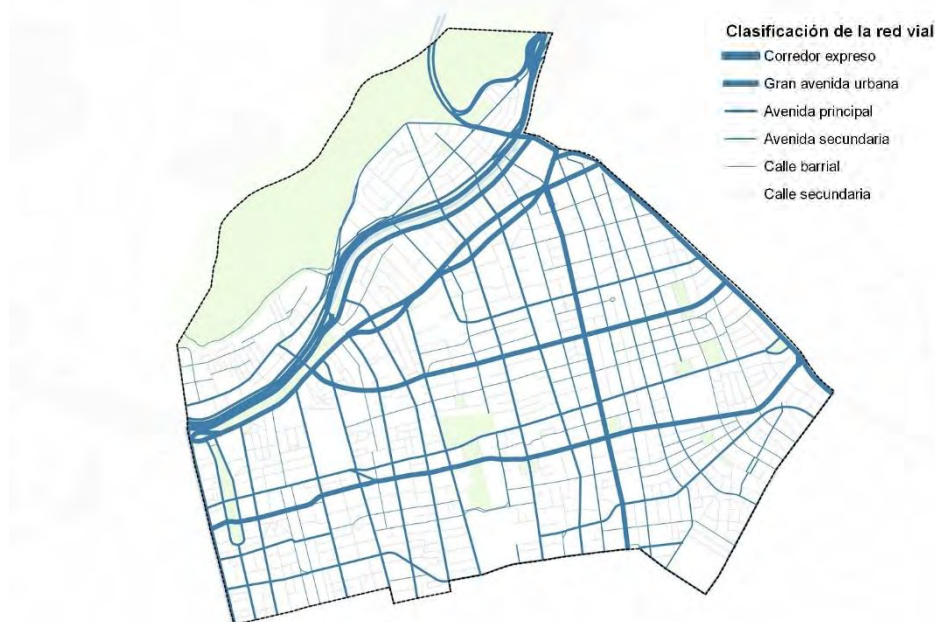 Clasificación de la red vial
Corredor expreso
Gran avenida urbana
Avenida principal
Avenida secundaria
Calle barrial
Calle secundaria